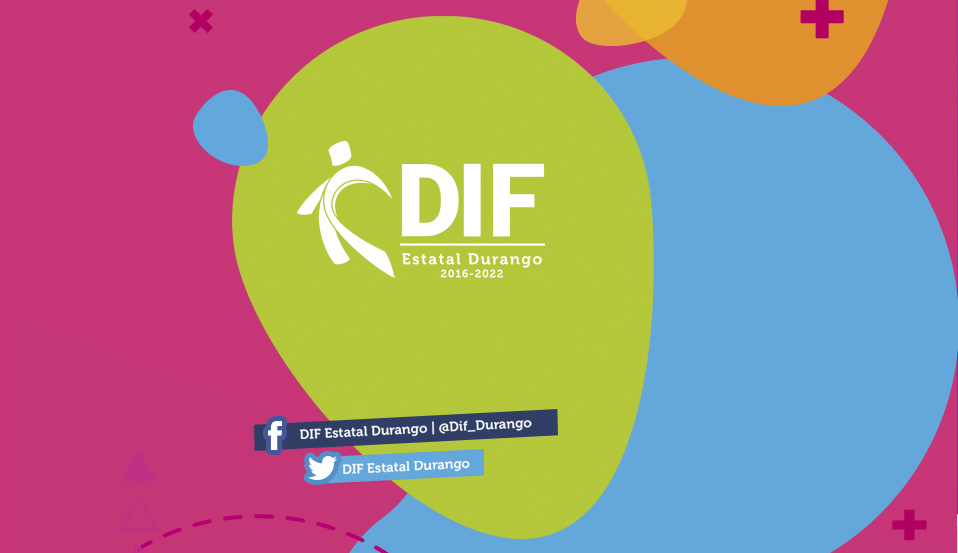 DIF
Estatal Durango
2016-2022
DIF Estatal Durango | @Dif_Durango
DIF Estatal Durango